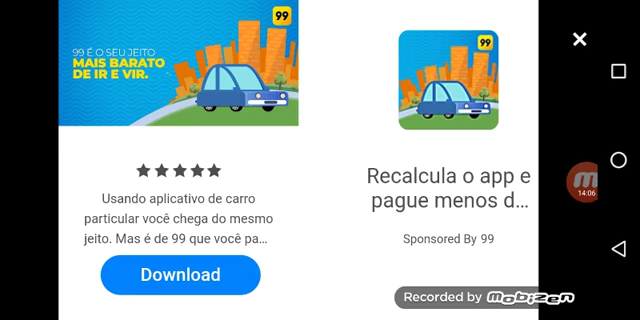 99
99 É O SEU JEITO
MAIS BARATO
DE IR E VIR.
Usando aplicativo de carro
particular você chega do mesmo
jeito. Mas é de 99 que você pa…
Download
99
Recalcula o app e
pague menos d…
Sponsored By 99
14:06
Recorded by Mobizen